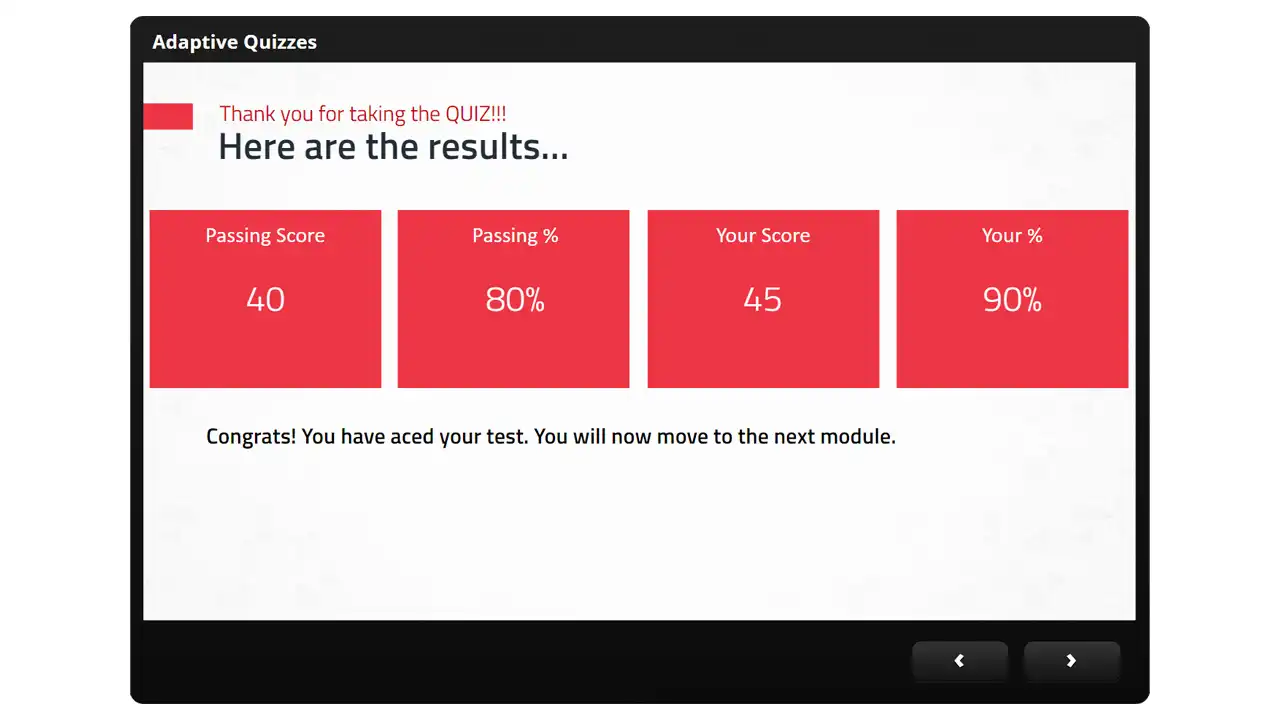 Adaptive Quizzes
Thank you for taking the QUIZ!!!
Here are the results...
Passing Score
40
Passing %
80%
Your Score
45
Your %
90%
Congrats! You have aced your test. You will now move to the next module.